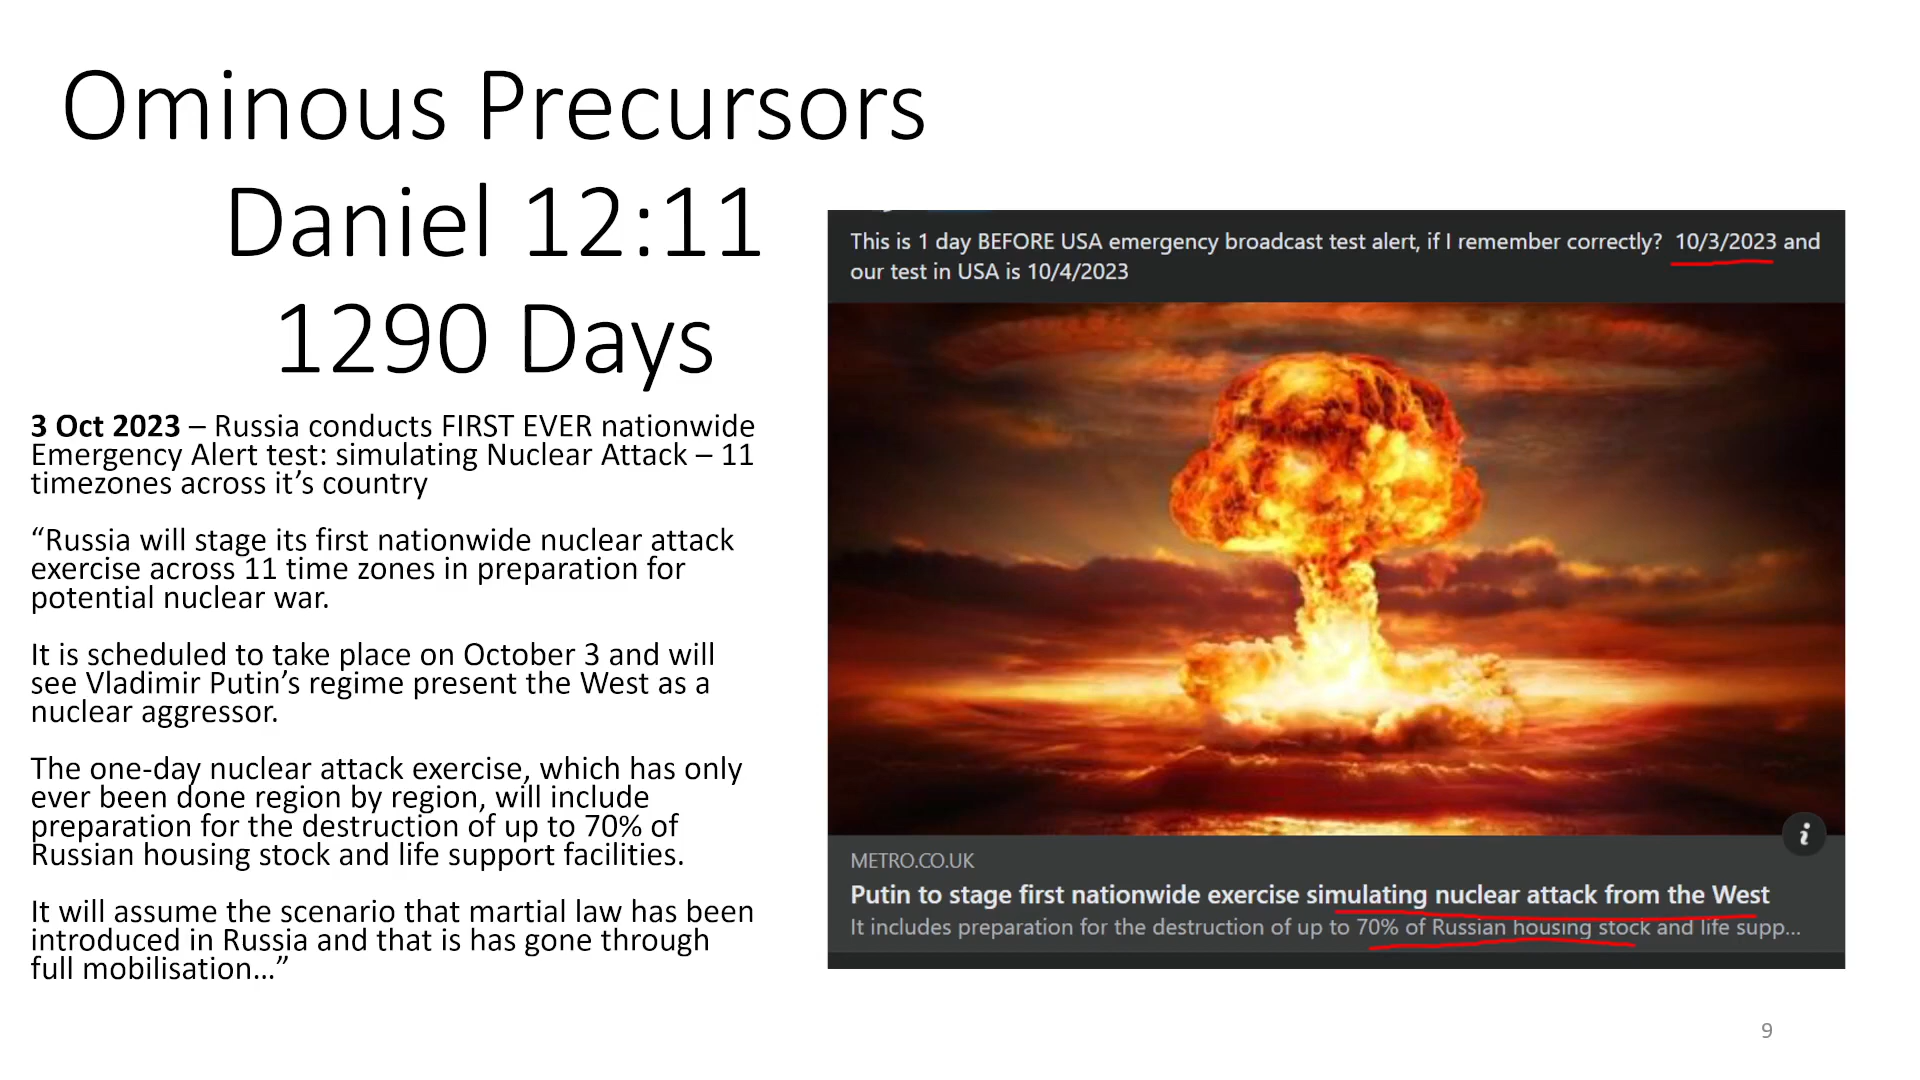 Ominous Precursors
Daniel 12:11
1290 Days
3 Oct 2023 – Russia conducts FIRST EVER nationwide
Emergency Alert test: simulating Nuclear Attack – 11
timezones across it’s country
“Russia will stage its first nationwide nuclear attack
exercise across 11 time zones in preparation for
potential nuclear war.
It is scheduled to take place on October 3 and will
see Vladimir Putin’s regime present the West as a
nuclear aggressor.
The one-day nuclear attack exercise, which has only
ever been done region by region, will include
preparation for the destruction of up to 70% of
Russian housing stock and life support facilities.
It will assume the scenario that martial law has been
introduced in Russia and that is has gone through
full mobilisation…”
This is 1 day BEFORE USA emergency broadcast test alert, if I remember correctly? 10/3/2023 and
our test in USA is 10/4/2023
METRO.CO.UK
Putin to stage first nationwide exercise simulating nuclear attack from the West
It includes preparation for the destruction of up to 70% of Russian housing stock and life supp...
9